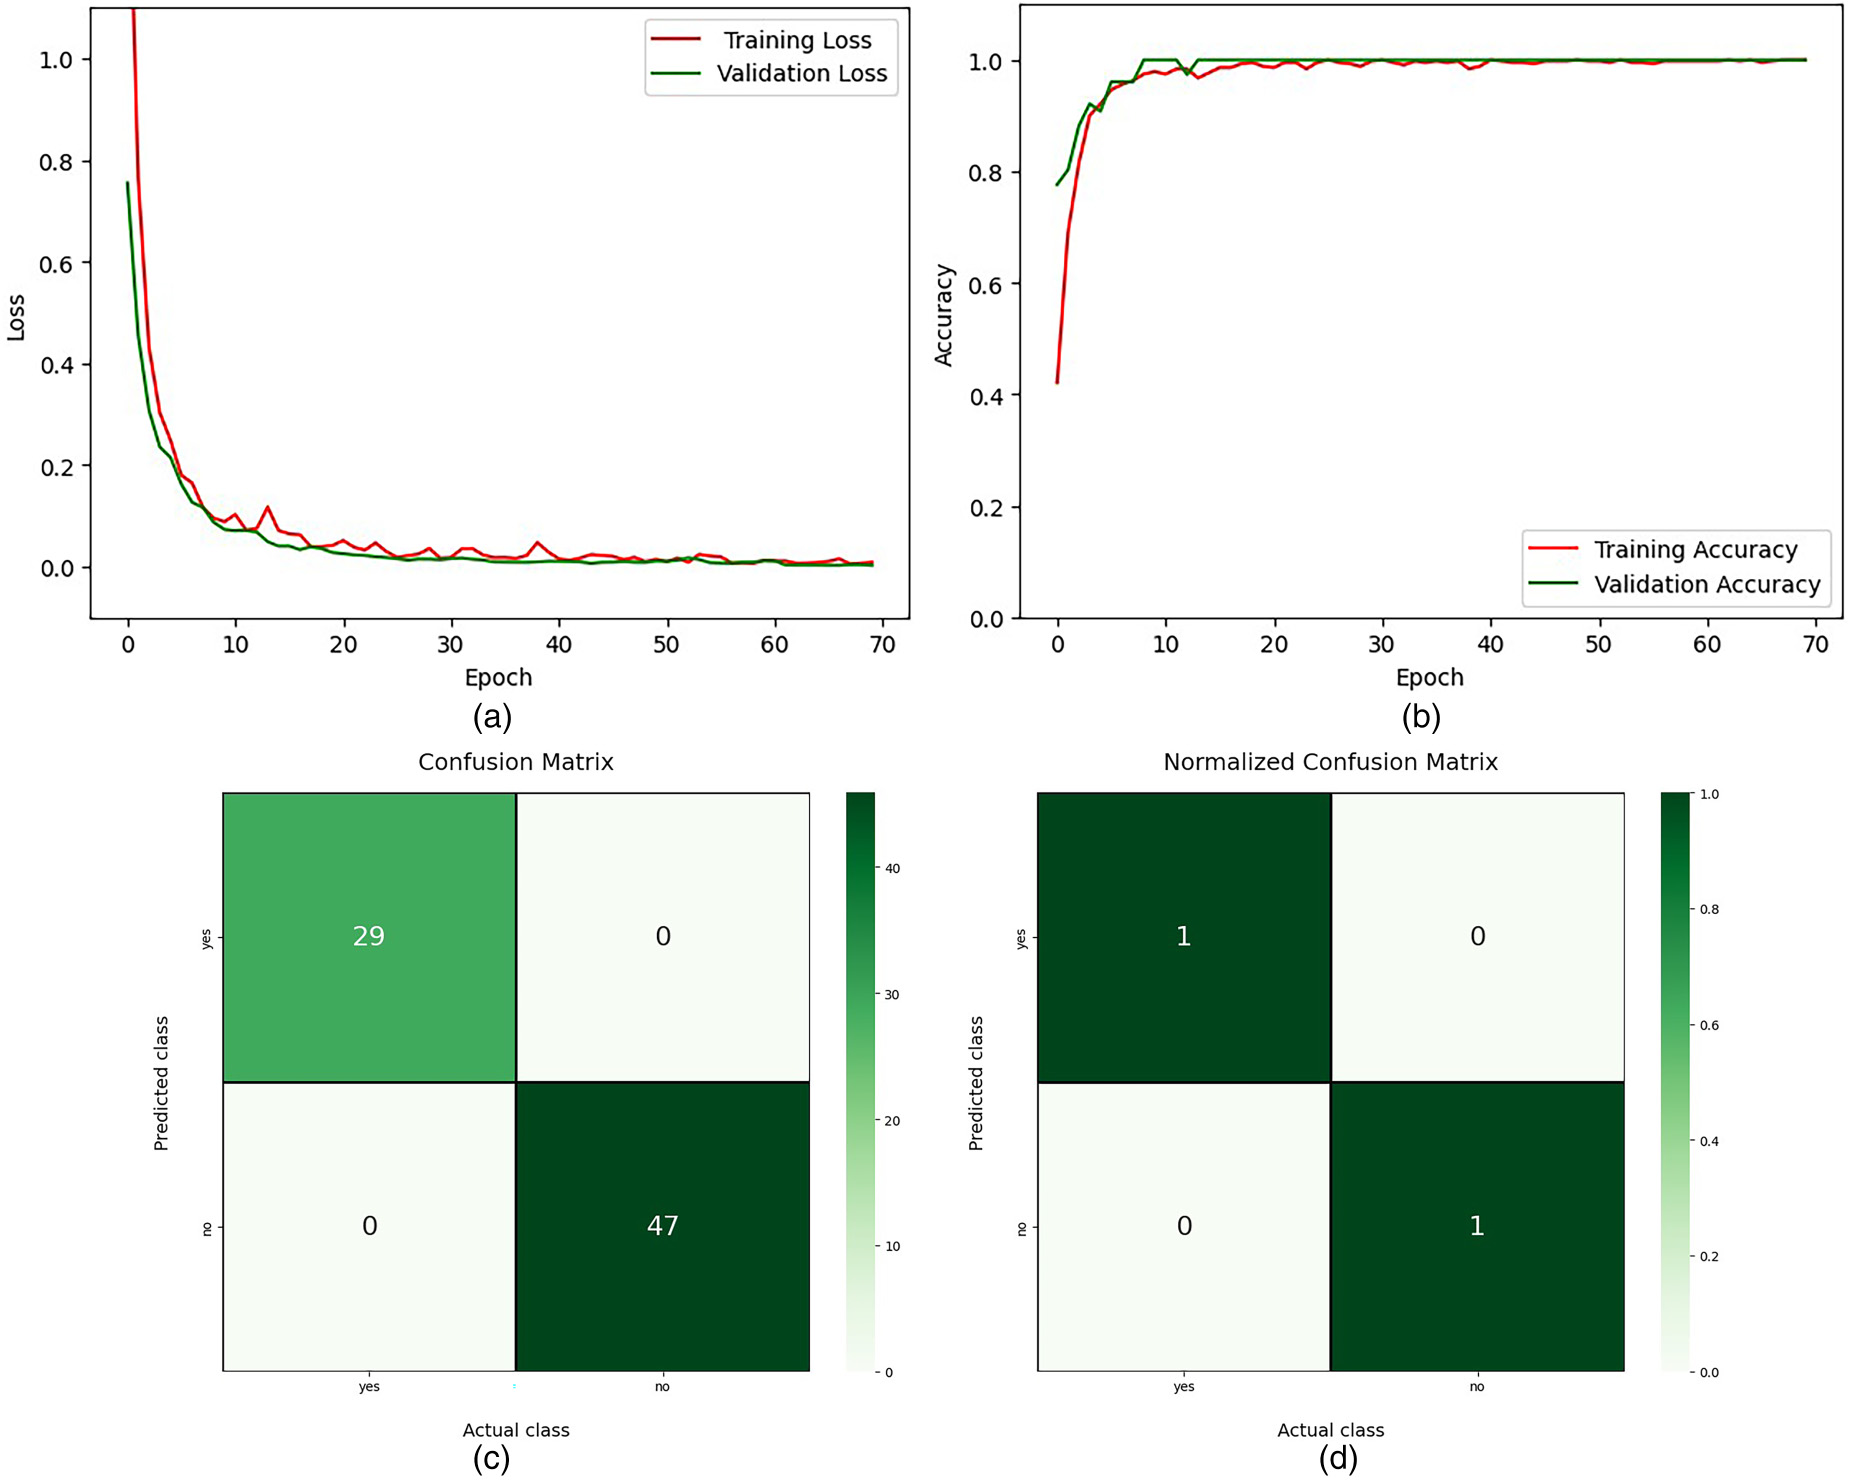 1.0
0.8
0.6
0.4
0.2
0.0
Loss
Training Loss
Validation Loss
0 10 20 30 40 50 60 70
Epoch
(a)
1.0
0.8
0.6
0.4
0.2
0.0
Accuracy
Training Accuracy
Validation Accuracy
0 10 20 30 40 50 60 70
Epoch
(b)
Confusion Matrix
yes
no
Predicted class
29 0
0 47
40
30
20
10
0
yes no
Actual class
(c)
Normalized Confusion Matrix
yes
no
Predicted class
1 0
0 1
1.0
0.8
0.6
0.4
0.2
0.0
yes no
Actual class
(d)